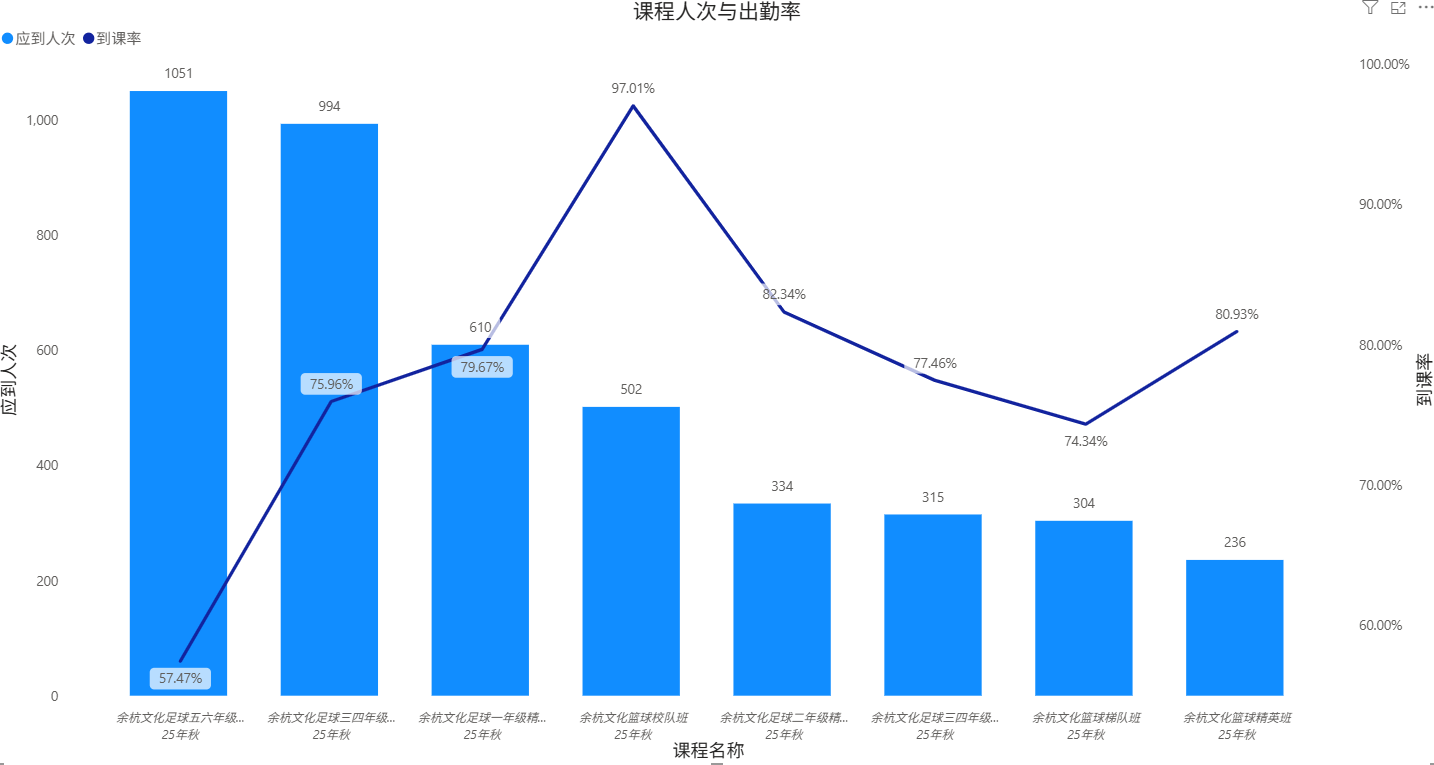 课程人次与出勤率
应到人次 到课率
1051
994
610
502
334
315
304
236
57.47%
75.96%
79.67%
97.01%
82.34%
77.46%
74.34%
80.93%
应到人次
1,000
800
600
400
200
0
到课率
100.00%
90.00%
80.00%
70.00%
60.00%
余杭文化足球五六年级...
25年秋
余杭文化足球三四年级...
25年秋
余杭文化足球一年级精...
25年秋
余杭文化篮球校队班
25年秋
余杭文化足球二年级精...
25年秋
余杭文化足球三四年级...
25年秋
余杭文化篮球梯队班
25年秋
余杭文化篮球精英班
25年秋
课程名称